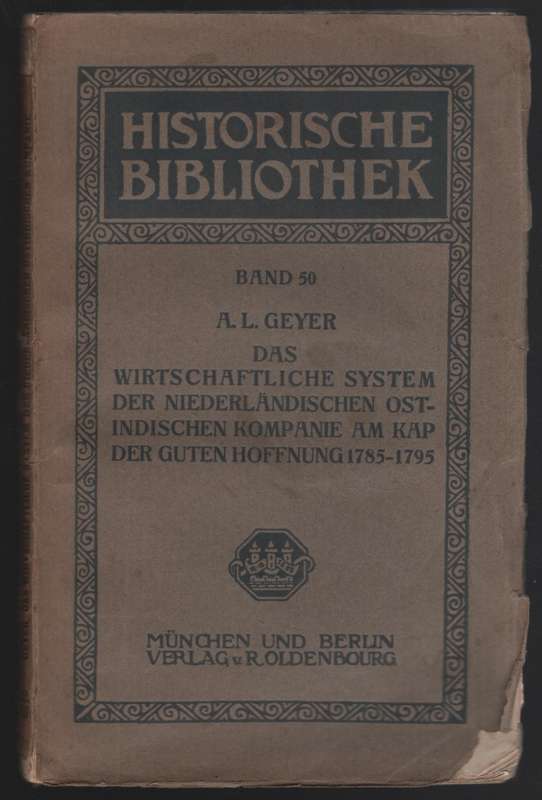 HISTORISCHE
BIBLIOTHEK
BAND 50
A. L. GEYER
DAS
WIRTSCHAFTLICHE SYSTEM
DER NIEDERLÄNDISCHEN OST-
INDISCHEN KOMPANIE AM KAP
DER GUTEN HOFFNUNG 1785-1795
MÜNCHEN UND BERLIN
VERLAG v. R. OLDENBOURG